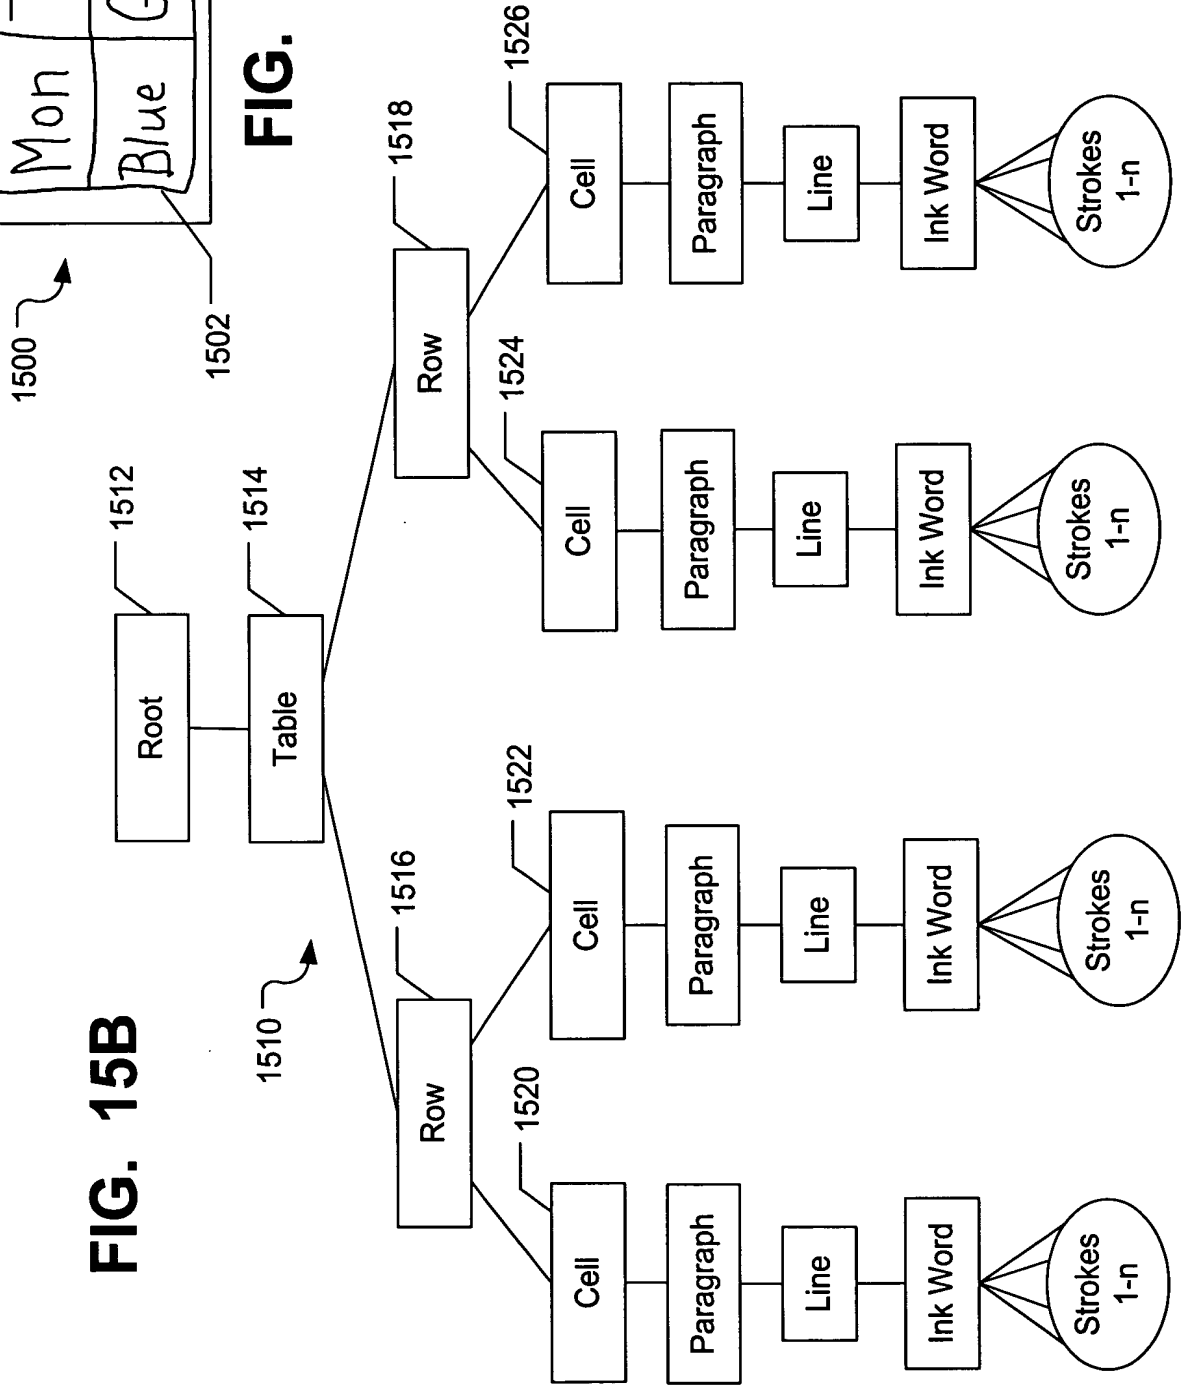 1500
1502
Mon
Blue
FIG.
FIG. 15B
1510
Root
1512
Table
1514
Row
1516
Row
1518
Cell
1520
Cell
1522
Cell
1524
Cell
1526
Paragraph
Paragraph
Paragraph
Paragraph
Line
Line
Line
Line
Ink Word
Ink Word
Ink Word
Ink Word
Strokes
1-n
Strokes
1-n
Strokes
1-n
Strokes
1-n